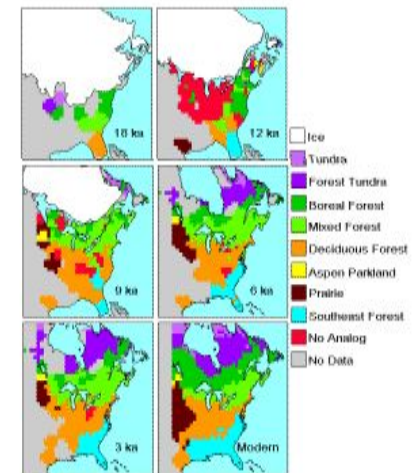 18 ka
12 ka
9 ka
6 ka
3 ka
Modern
Ice
Tundra
Forest Tundra
Boreal Forest
Mixed Forest
Deciduous Forest
Aspen Parkland
Prairie
Southeast Forest
No Analog
No Data